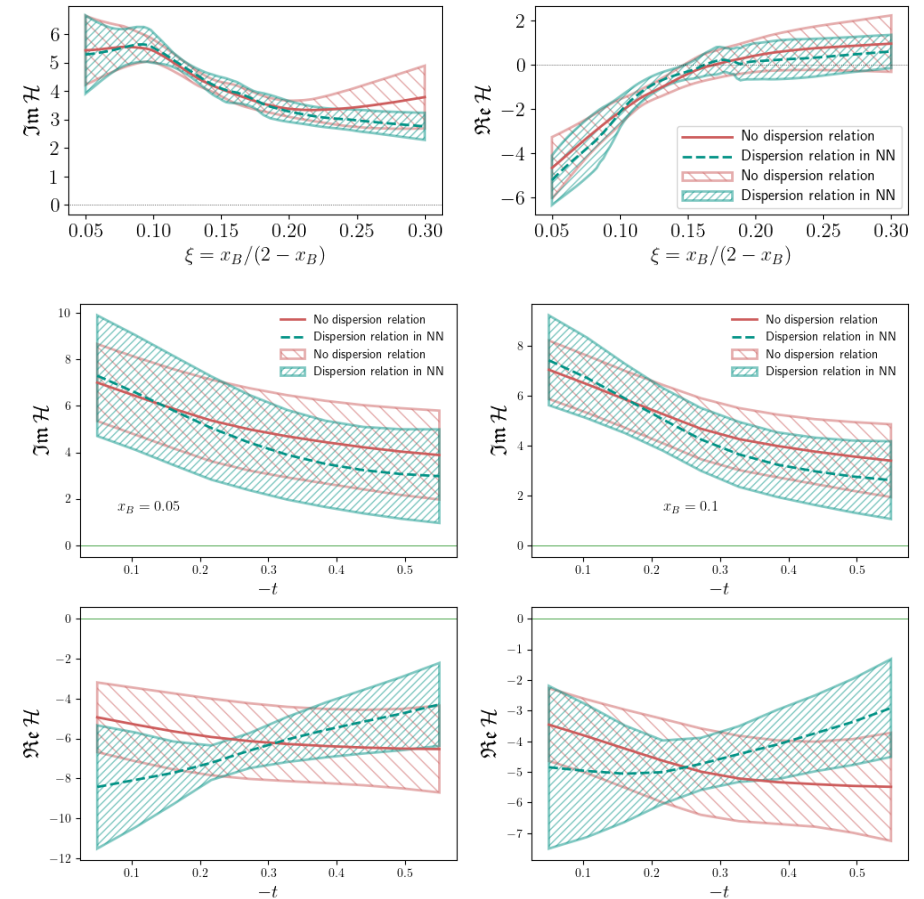 6
5
4
3
2
1
0
ℑm ℋ
0.05 0.10 0.15 0.20 0.25 0.30
ξ = x_B/(2 − x_B)
2
0
−2
−4
−6
ℜe ℋ
No dispersion relation
Dispersion relation in NN
No dispersion relation
Dispersion relation in NN
0.05 0.10 0.15 0.20 0.25 0.30
ξ = x_B/(2 − x_B)
10
8
6
4
2
0
ℑm ℋ
No dispersion relation
Dispersion relation in NN
No dispersion relation
Dispersion relation in NN
x_B = 0.05
0.1 0.2 0.3 0.4 0.5
−t
8
6
4
2
0
ℑm ℋ
No dispersion relation
Dispersion relation in NN
No dispersion relation
Dispersion relation in NN
x_B = 0.1
0.1 0.2 0.3 0.4 0.5
−t
0
−2
−4
−6
−8
−10
−12
ℜe ℋ
0.1 0.2 0.3 0.4 0.5
−t
0
−1
−2
−3
−4
−5
−6
−7
ℜe ℋ
0.1 0.2 0.3 0.4 0.5
−t